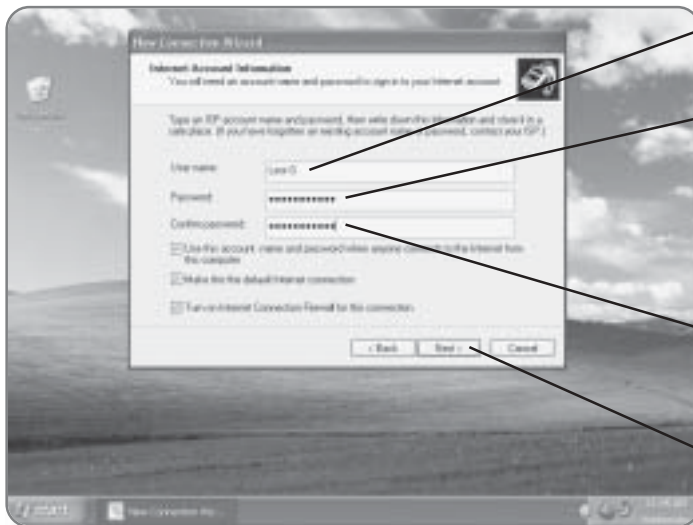 New Connection Wizard
Internet Account Information
You will need an account name and password to sign in to your Internet account.
Type an ISP account name and password, then write down this information and store it in a
safe place. (If you have forgotten an existing account name or password, contact your ISP.)
User name:
Password:
Confirm password:
Use this account name and password when anyone connects to the Internet from
this computer
Make this the default Internet connection
Turn on Internet Connection Firewall for this connection
< Back Next > Cancel
start New Connection Wiz...